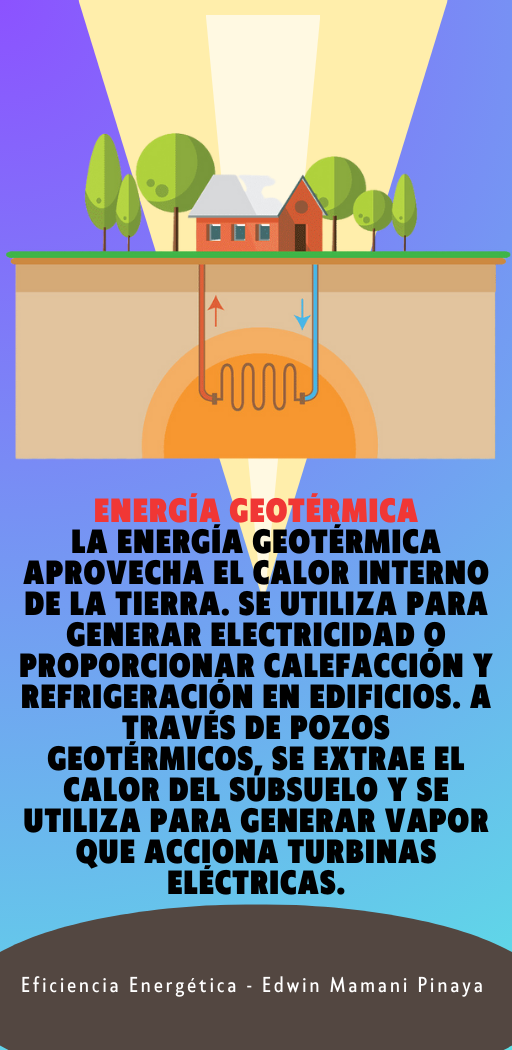 ENERGÍA GEOTÉRMICA
LA ENERGÍA GEOTÉRMICA
APROVECHA EL CALOR INTERNO
DE LA TIERRA. SE UTILIZA PARA
GENERAR ELECTRICIDAD O
PROPORCIONAR CALEFACCIÓN Y
REFRIGERACIÓN EN EDIFICIOS. A
TRAVÉS DE POZOS
GEOTÉRMICOS, SE EXTRAE EL
CALOR DEL SUBSUELO Y SE
UTILIZA PARA GENERAR VAPOR
QUE ACCIONA TURBINAS
ELÉCTRICAS.
Eficiencia Energética - Edwin Mamani Pinaya